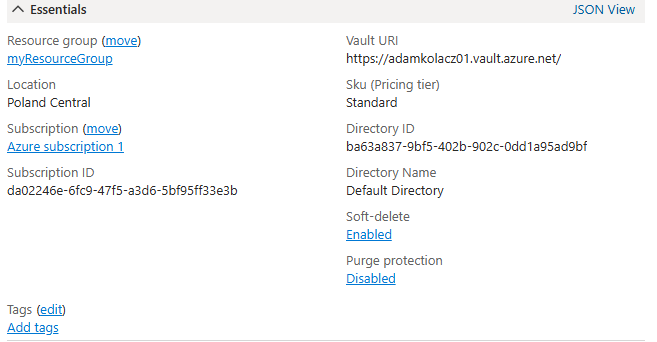 Essentials
JSON View
Resource group (move)
myResourceGroup
Location
Poland Central
Subscription (move)
Azure subscription 1
Subscription ID
da02246e-6fc9-47f5-a3d6-5bf95ff33e3b
Vault URI
https://adamkolacz01.vault.azure.net/
Sku (Pricing tier)
Standard
Directory ID
ba63a837-9bf5-402b-902c-0dd1a95ad9bf
Directory Name
Default Directory
Soft-delete
Enabled
Purge protection
Disabled
Tags (edit)
Add tags